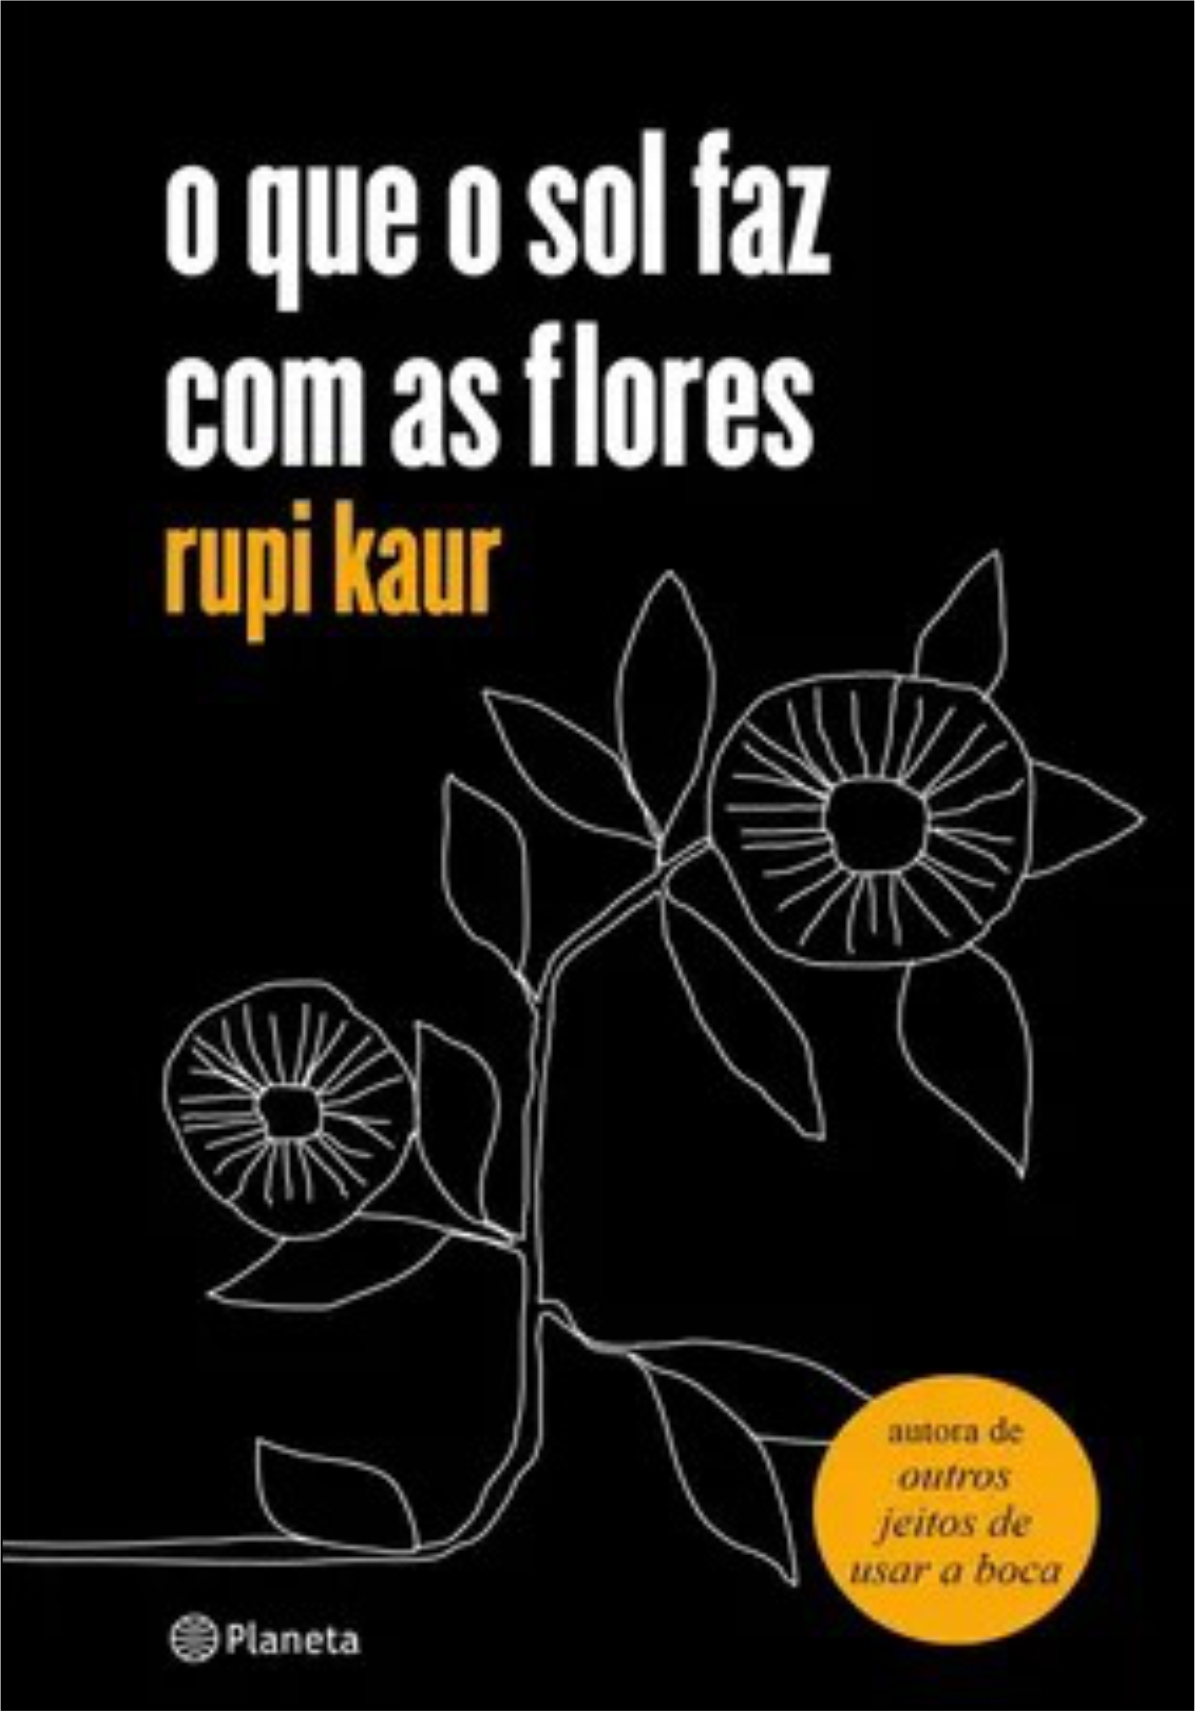 o que o sol faz
com as flores
rupi kaur
autora de
outros
jeitos de
usar a boca
Planeta